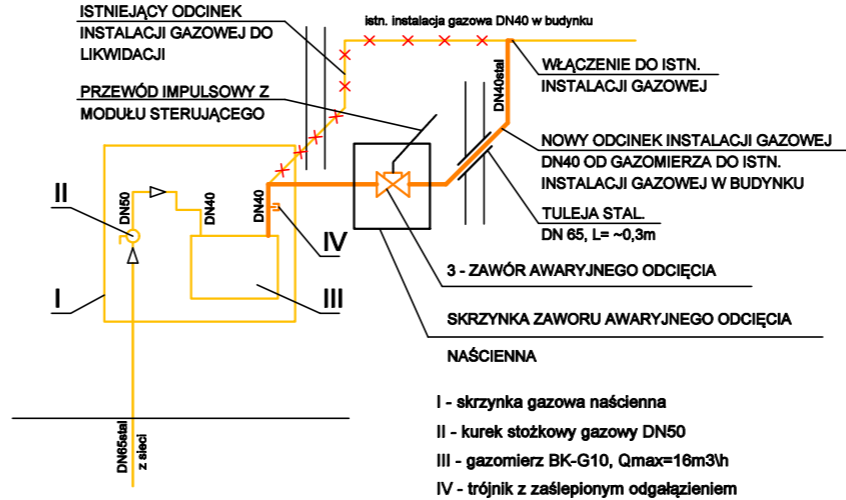 ISTNIEJĄCY ODCINEK
INSTALACJI GAZOWEJ DO
LIKWIDACJI
istn. instalacja gazowa DN40 w budynku
PRZEWÓD IMPULSOWY Z
MODUŁU STERUJĄCEGO
DN40stal
WŁĄCZENIE DO ISTN.
INSTALACJI GAZOWEJ
NOWY ODCINEK INSTALACJI GAZOWEJ
DN40 OD GAZOMIERZA DO ISTN.
INSTALACJI GAZOWEJ W BUDYNKU
TULEJA STAL.
DN 65, L= ~0,3m
II
DN50
DN40
DN40
IV
I
III
3 - ZAWÓR AWARYJNEGO ODCIĘCIA
SKRZYNKA ZAWORU AWARYJNEGO ODCIĘCIA
NAŚCIENNA
DN65stal
z sieci
I - skrzynka gazowa naścienna
II - kurek stożkowy gazowy DN50
III - gazomierz BK-G10, Qmax=16m3\h
IV - trójnik z zaślepionym odgałązieniem